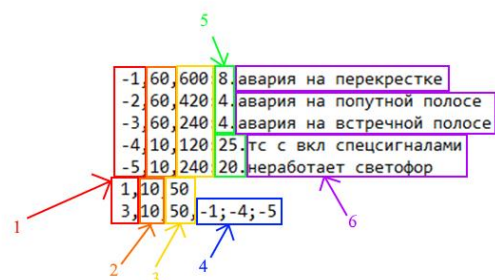 5
-1,60,600:8.авария на перекрестке
-2,60,420:4.авария на попутной полосе
-3,60,240:4.авария на встречной полосе
-4,10,120:25.тс с вкл спецсигналами
-5,10,240:20.неработает светофор
1,10,50
3,10,50,-1;-4;-5
1
2
3
4
6